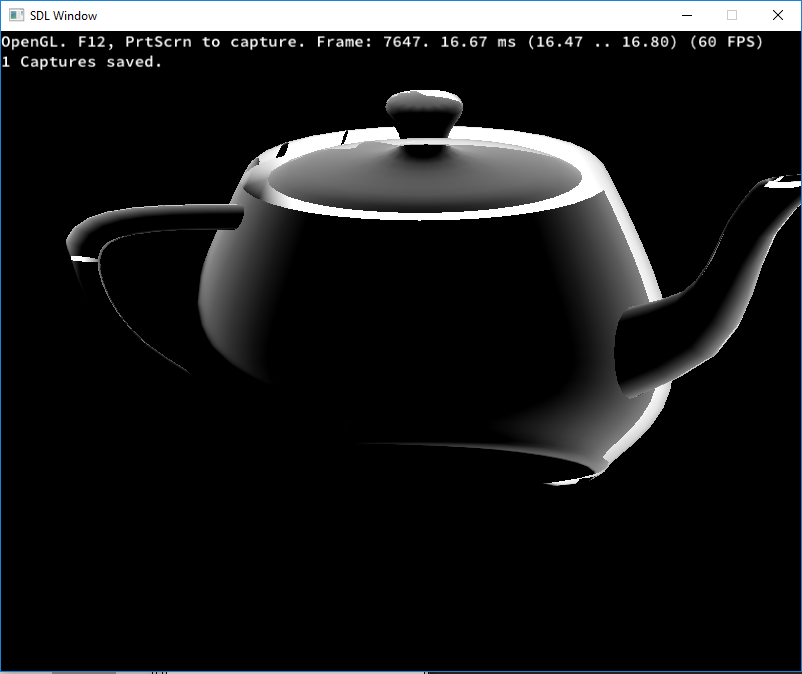 SDL Window
OpenGL. F12, PrtScrn to capture. Frame: 7647. 16.67 ms (16.47 .. 16.80) (60 FPS)
1 Captures saved.